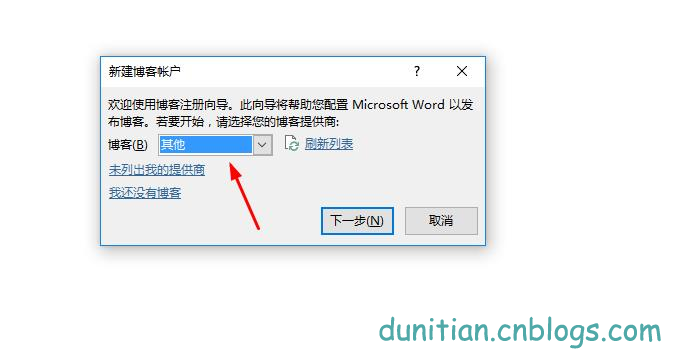 新建博客帐户
欢迎使用博客注册向导。此向导将帮助您配置 Microsoft Word 以发
布博客。若要开始，请选择您的博客提供商:
博客(B) 其他 刷新列表
未列出我的提供商
我还没有博客
下一步(N) 取消
dunitian.cnblogs.com